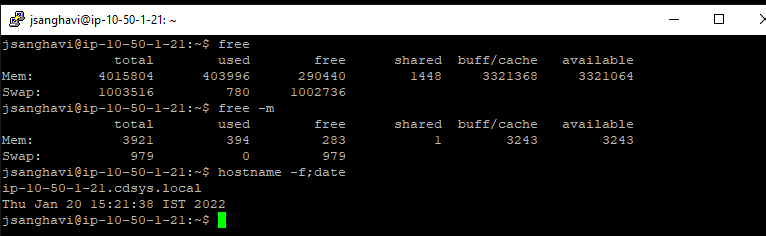 jsanghavi@ip-10-50-1-21: ~
jsanghavi@ip-10-50-1-21:~$ free
              total        used        free      shared  buff/cache   available
Mem:        4015804      403996      290440        1448     3321368     3321064
Swap:       1003516         780     1002736
jsanghavi@ip-10-50-1-21:~$ free -m
              total        used        free      shared  buff/cache   available
Mem:           3921         394         283           1        3243        3243
Swap:           979           0         979
jsanghavi@ip-10-50-1-21:~$ hostname -f;date
ip-10-50-1-21.cdsys.local
Thu Jan 20 15:21:38 IST 2022
jsanghavi@ip-10-50-1-21:~$